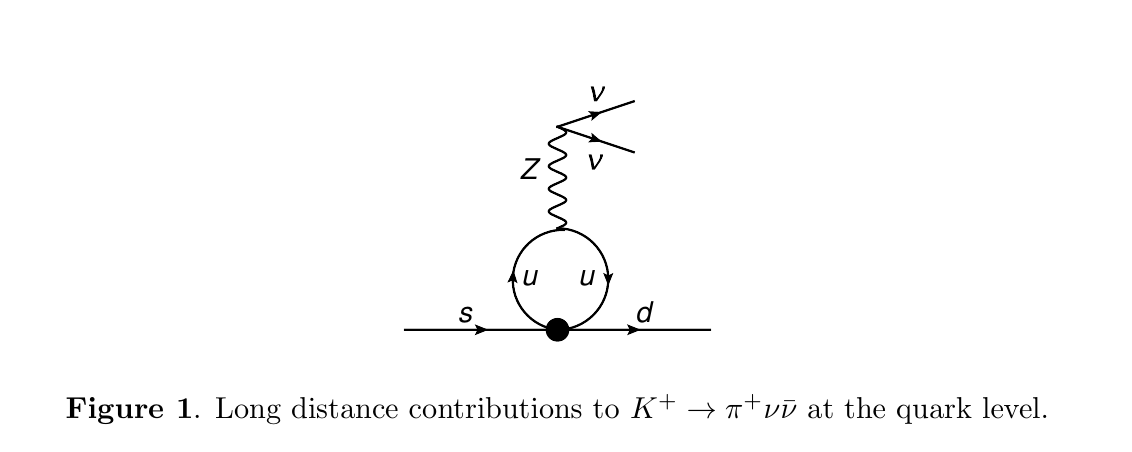 ν
Z
ν
u u
s d
Figure 1. Long distance contributions to K⁺ → π⁺νν̄ at the quark level.